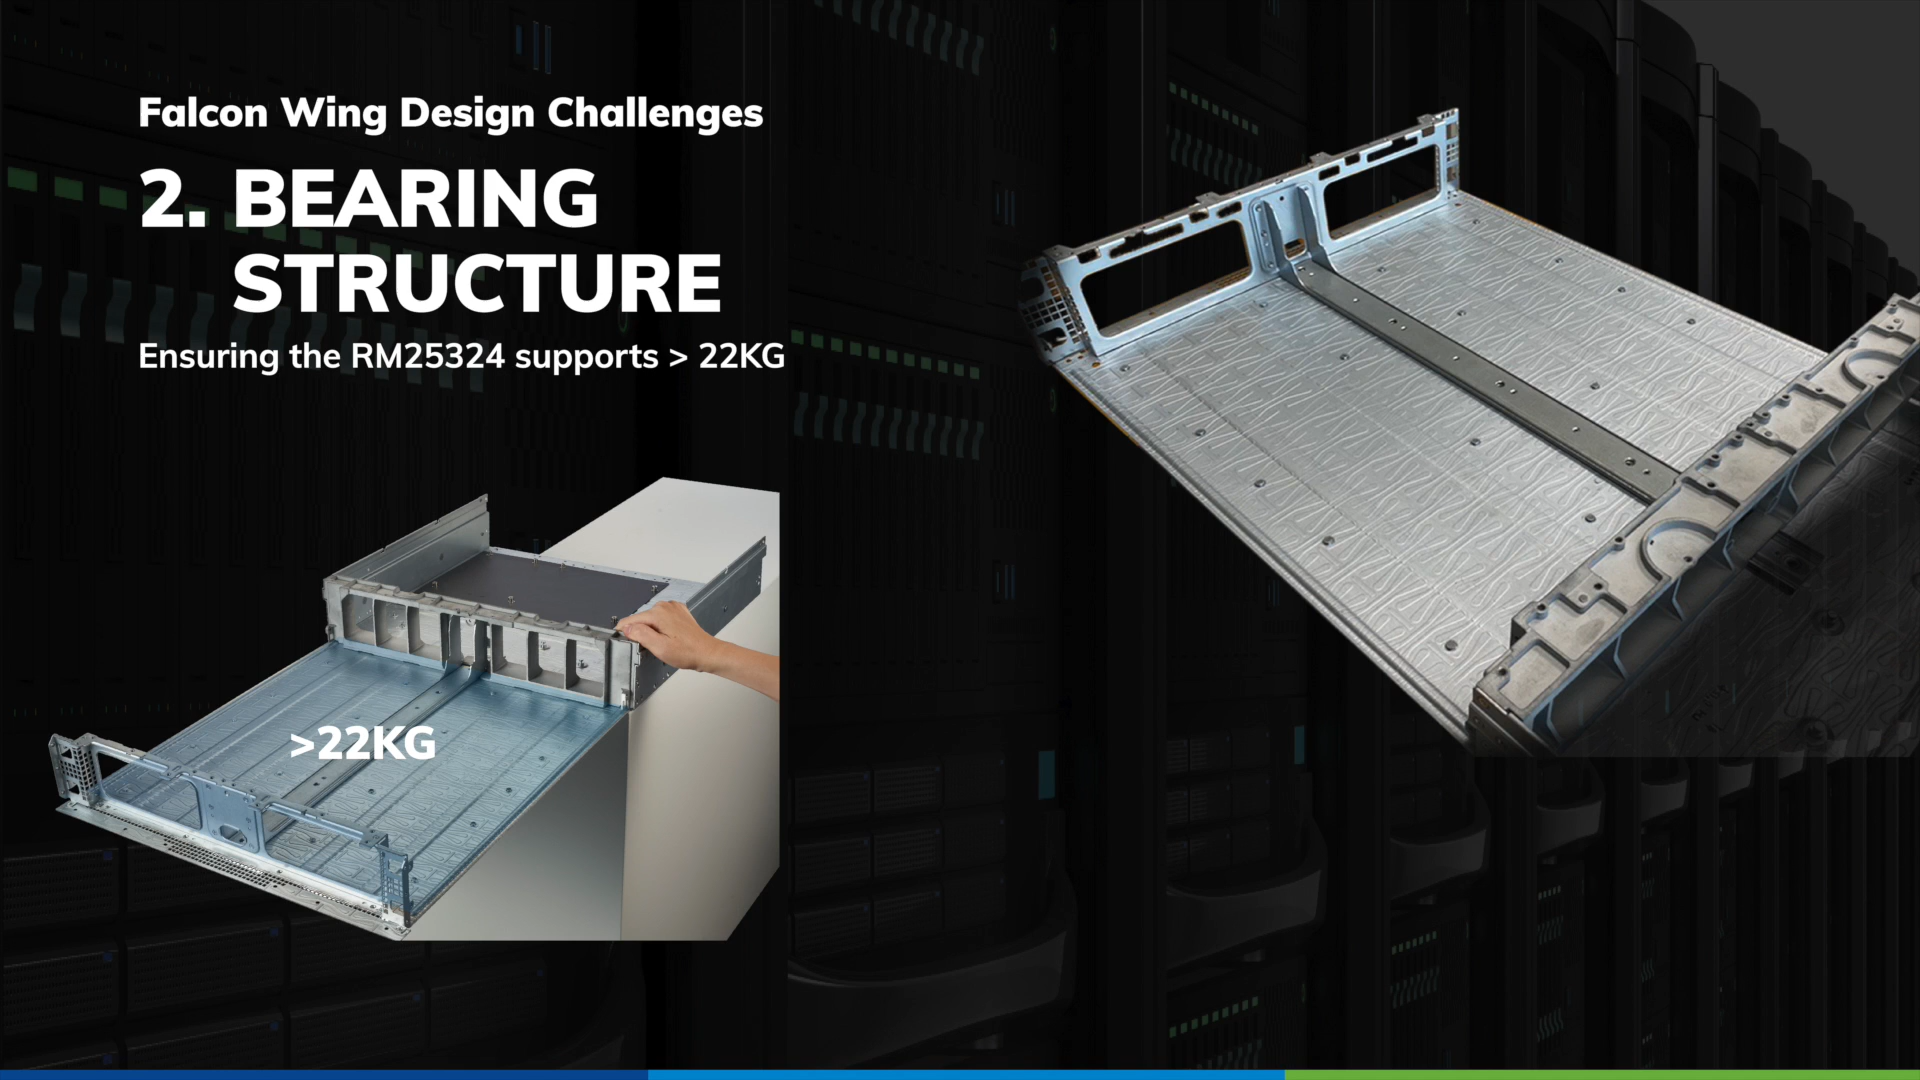 Falcon Wing Design Challenges
2. BEARING
STRUCTURE
Ensuring the RM25324 supports > 22KG
>22KG